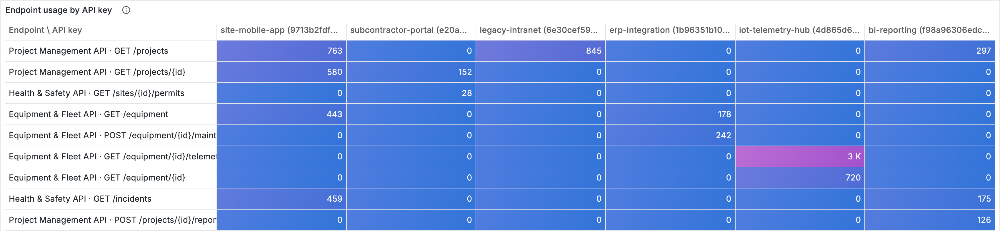 Endpoint usage by API key
Endpoint \ API key site-mobile-app (9713b2fdf... subcontractor-portal (e20a... legacy-intranet (6e30cef59... erp-integration (1b96351b10... iot-telemetry-hub (4d865d6... bi-reporting (f98a96306edc...
Project Management API · GET /projects 763 0 845 0 0 297
Project Management API · GET /projects/{id} 580 152 0 0 0 0
Health & Safety API · GET /sites/{id}/permits 0 28 0 0 0 0
Equipment & Fleet API · GET /equipment 443 0 0 178 0 0
Equipment & Fleet API · POST /equipment/{id}/maint 0 0 0 242 0 0
Equipment & Fleet API · GET /equipment/{id}/telemet 0 0 0 0 3 K 0
Equipment & Fleet API · GET /equipment/{id} 0 0 0 0 720 0
Health & Safety API · GET /incidents 459 0 0 0 0 175
Project Management API · POST /projects/{id}/repor 0 0 0 0 0 126